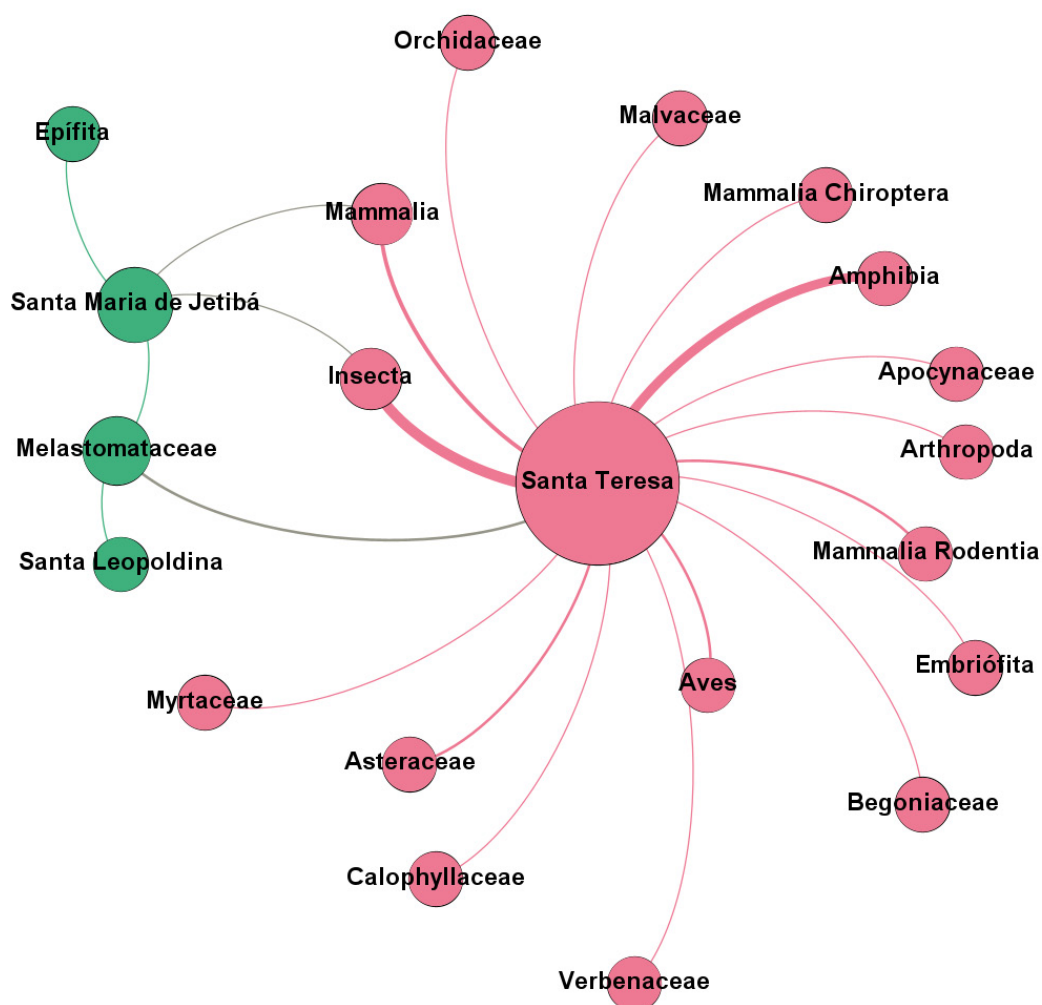 Orchidaceae
Malvaceae
Epífita
Mammalia Chiroptera
Mammalia
Amphibia
Santa Maria de Jetibá
Apocynaceae
Insecta
Melastomataceae
Arthropoda
Santa Teresa
Mammalia Rodentia
Santa Leopoldina
Embriófita
Aves
Myrtaceae
Asteraceae
Begoniaceae
Calophyllaceae
Verbenaceae